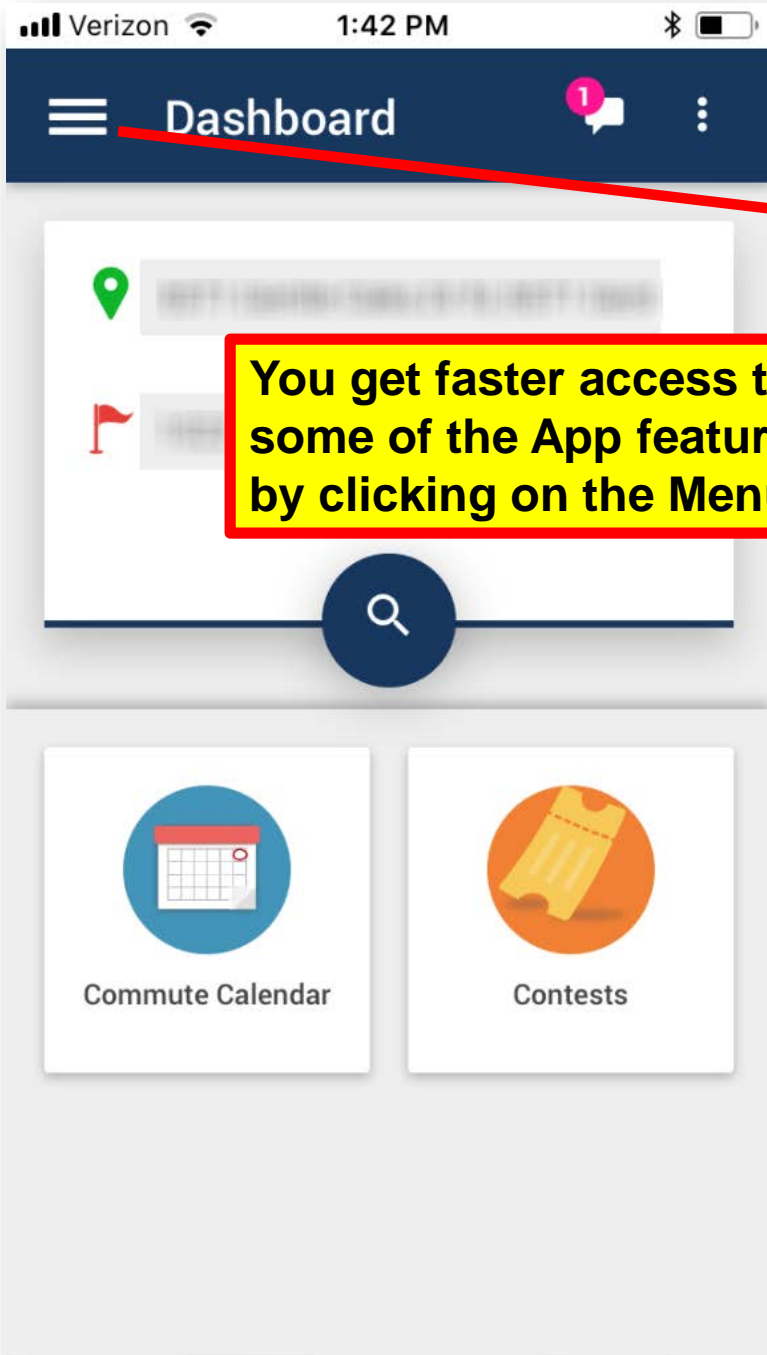 Verizon 1:42 PM
Dashboard 1
You get faster access t
some of the App featur
by clicking on the Men
Commute Calendar
Contests